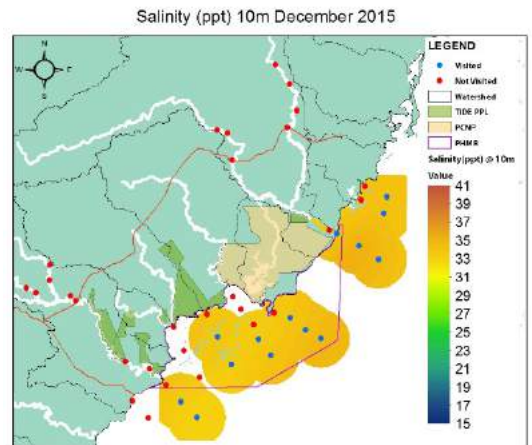 Salinity (ppt) 10m December 2015
N
W E
S
LEGEND
Visited
Not Visited
Watershed
TIDE PPL
PCNP
PHMR
Salinity(ppt) @ 10m
Value
41
39
37
35
33
31
29
27
25
23
21
19
17
15